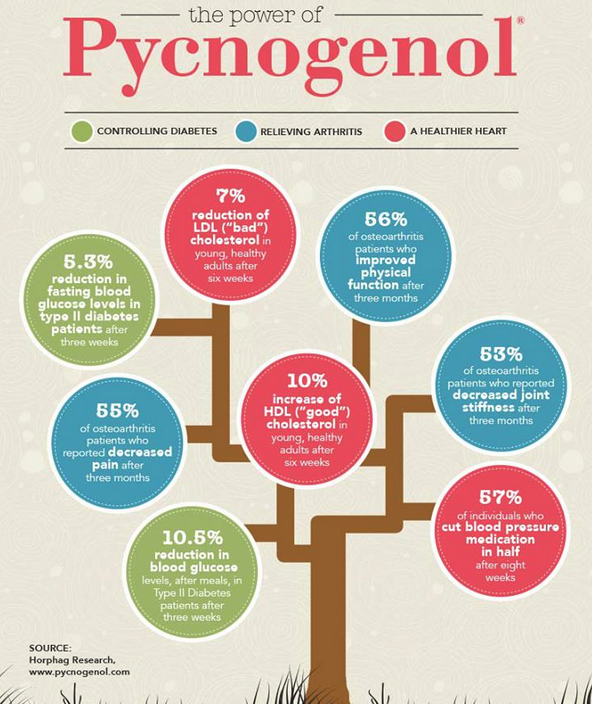 the power of
Pycnogenol®
CONTROLLING DIABETES
RELIEVING ARTHRITIS
A HEALTHIER HEART
7%
reduction of
LDL ("bad")
cholesterol in
young, healthy
adults after
six weeks
56%
of osteoarthritis
patients who
improved
physical
function after
three months
5.3%
reduction in
fasting blood
glucose levels in
type II diabetes
patients after
three weeks
53%
of osteoarthritis
patients who reported
decreased joint
stiffness after
three months
10%
increase of
HDL ("good")
cholesterol in
young, healthy
adults after
six weeks
55%
of osteoarthritis
patients who
reported decreased
pain after
three months
57%
of individuals who
cut blood pressure
medication
in half
after eight
weeks
10.5%
reduction in
blood glucose
levels, after meals, in
Type II Diabetes
patients after
three weeks
SOURCE:
Horphag Research,
www.pycnogenol.com